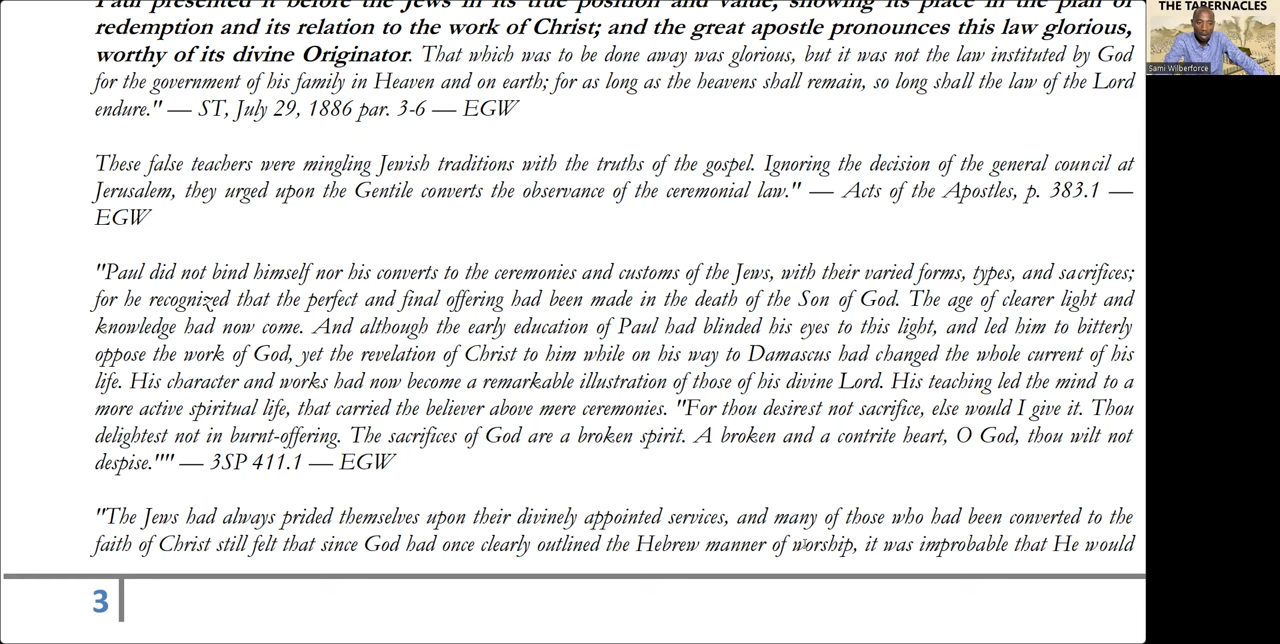 Paul presented it before the Jews in its true position and value, showing its place in the plan of
redemption and its relation to the work of Christ; and the great apostle pronounces this law glorious,
worthy of its divine Originator. That which was to be done away was glorious, but it was not the law instituted by God
for the government of his family in Heaven and on earth; for as long as the heavens shall remain, so long shall the law of the Lord
endure." — ST, July 29, 1886 par. 3-6 — EGW
These false teachers were mingling Jewish traditions with the truths of the gospel. Ignoring the decision of the general council at
Jerusalem, they urged upon the Gentile converts the observance of the ceremonial law." — Acts of the Apostles, p. 383.1 —
EGW
"Paul did not bind himself nor his converts to the ceremonies and customs of the Jews, with their varied forms, types, and sacrifices;
for he recognized that the perfect and final offering had been made in the death of the Son of God. The age of clearer light and
knowledge had now come. And although the early education of Paul had blinded his eyes to this light, and led him to bitterly
oppose the work of God, yet the revelation of Christ to him while on his way to Damascus had changed the whole current of his
life. His character and works had now become a remarkable illustration of those of his divine Lord. His teaching led the mind to a
more active spiritual life, that carried the believer above mere ceremonies. "For thou desirest not sacrifice, else would I give it. Thou
delightest not in burnt-offering. The sacrifices of God are a broken spirit. A broken and a contrite heart, O God, thou wilt not
despise."" — 3SP 411.1 — EGW
"The Jews had always prided themselves upon their divinely appointed services, and many of those who had been converted to the
faith of Christ still felt that since God had once clearly outlined the Hebrew manner of worship, it was improbable that He would
3
THE TABERNACLES
Sami Wilberforce